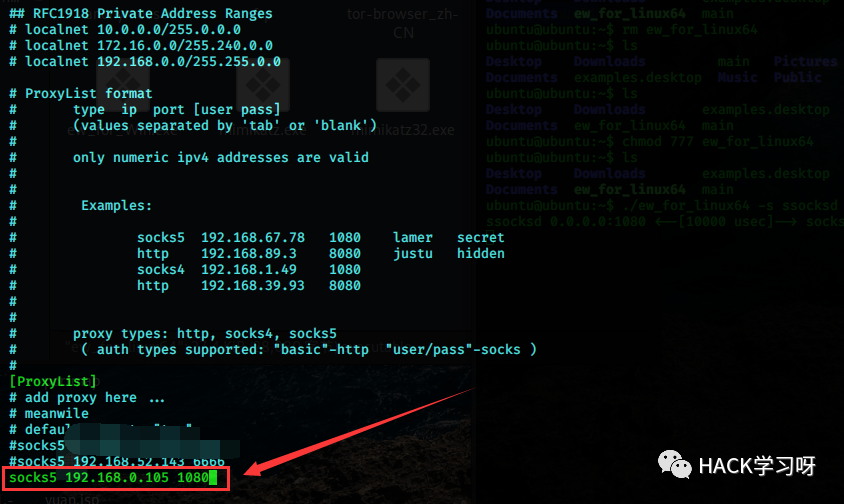 ## RFC1918 Private Address Ranges
# localnet 10.0.0.0/255.0.0.0
# localnet 172.16.0.0/255.240.0.0
# localnet 192.168.0.0/255.255.0.0
# ProxyList format
#       type  ip  port [user pass]
#       (values separated by 'tab' or 'blank')
#
#       only numeric ipv4 addresses are valid
#
#
#        Examples:
#
#               socks5  192.168.67.78   1080    lamer   secret
#               http    192.168.89.3    8080    justu   hidden
#               socks4  192.168.1.49    1080
#               http    192.168.39.93   8080
#
#
#       proxy types: http, socks4, socks5
#        ( auth types supported: "basic"-http  "user/pass"-socks )
#
[ProxyList]
# add proxy here ...
# meanwile
#
#socks5
#socks5 192.168.52.143 6666
socks5 192.168.0.105 1080
tor-browser_zh-
CN
Documents  ew_for_linux64  main
ubuntu@ubuntu:~$ rm ew_for_linux64
ubuntu@ubuntu:~$ ls
Desktop  Downloads  main  Pictures
Documents  examples.desktop  Music  Public
ubuntu@ubuntu:~$ ls
Desktop  Downloads  examples.desktop
Documents  ew_for_linux64  main
ubuntu@ubuntu:~$ chmod 777 ew_for_linux64
ubuntu@ubuntu:~$ ls
Desktop  Downloads  examples.desktop
Documents  ew_for_linux64  main
ubuntu@ubuntu:~$ ./ew_for_linux64 -s ssocksd
ssocksd 0.0.0.0:1080 <--[10000 usec]--> socks
HACK学习呀